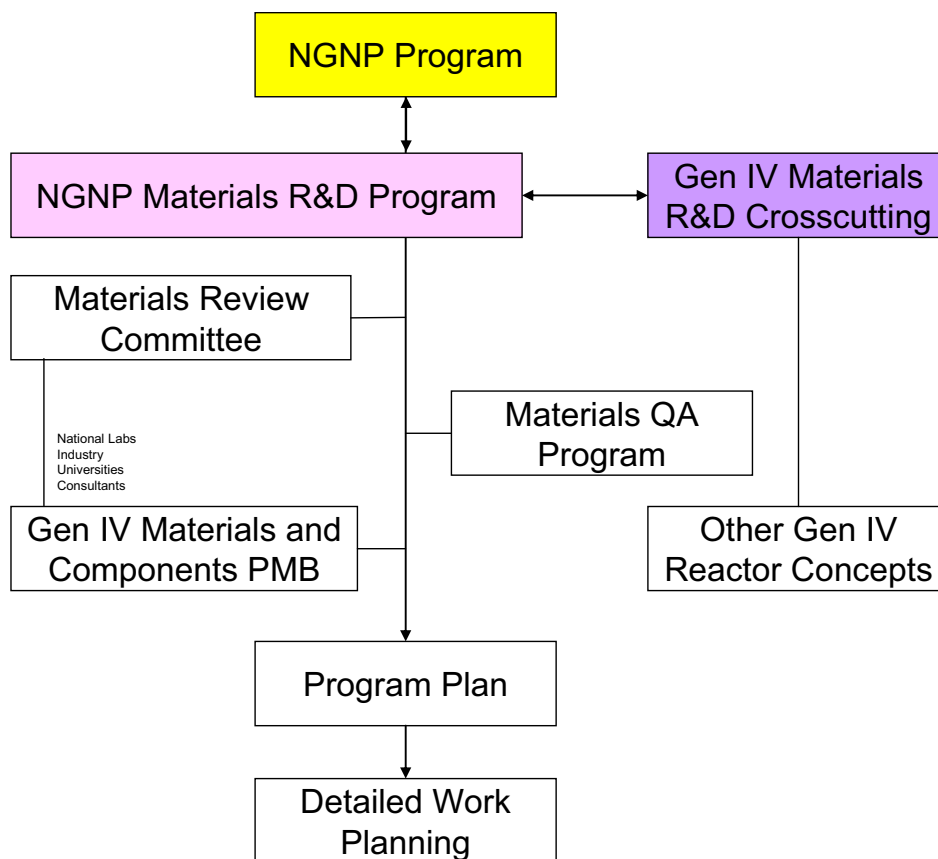 NGNP Program
NGNP Materials R&D Program
Gen IV Materials
R&D Crosscutting
Materials Review
Committee
Materials QA
Program
National Labs
Industry
Universities
Consultants
Gen IV Materials and
Components PMB
Other Gen IV
Reactor Concepts
Program Plan
Detailed Work
Planning